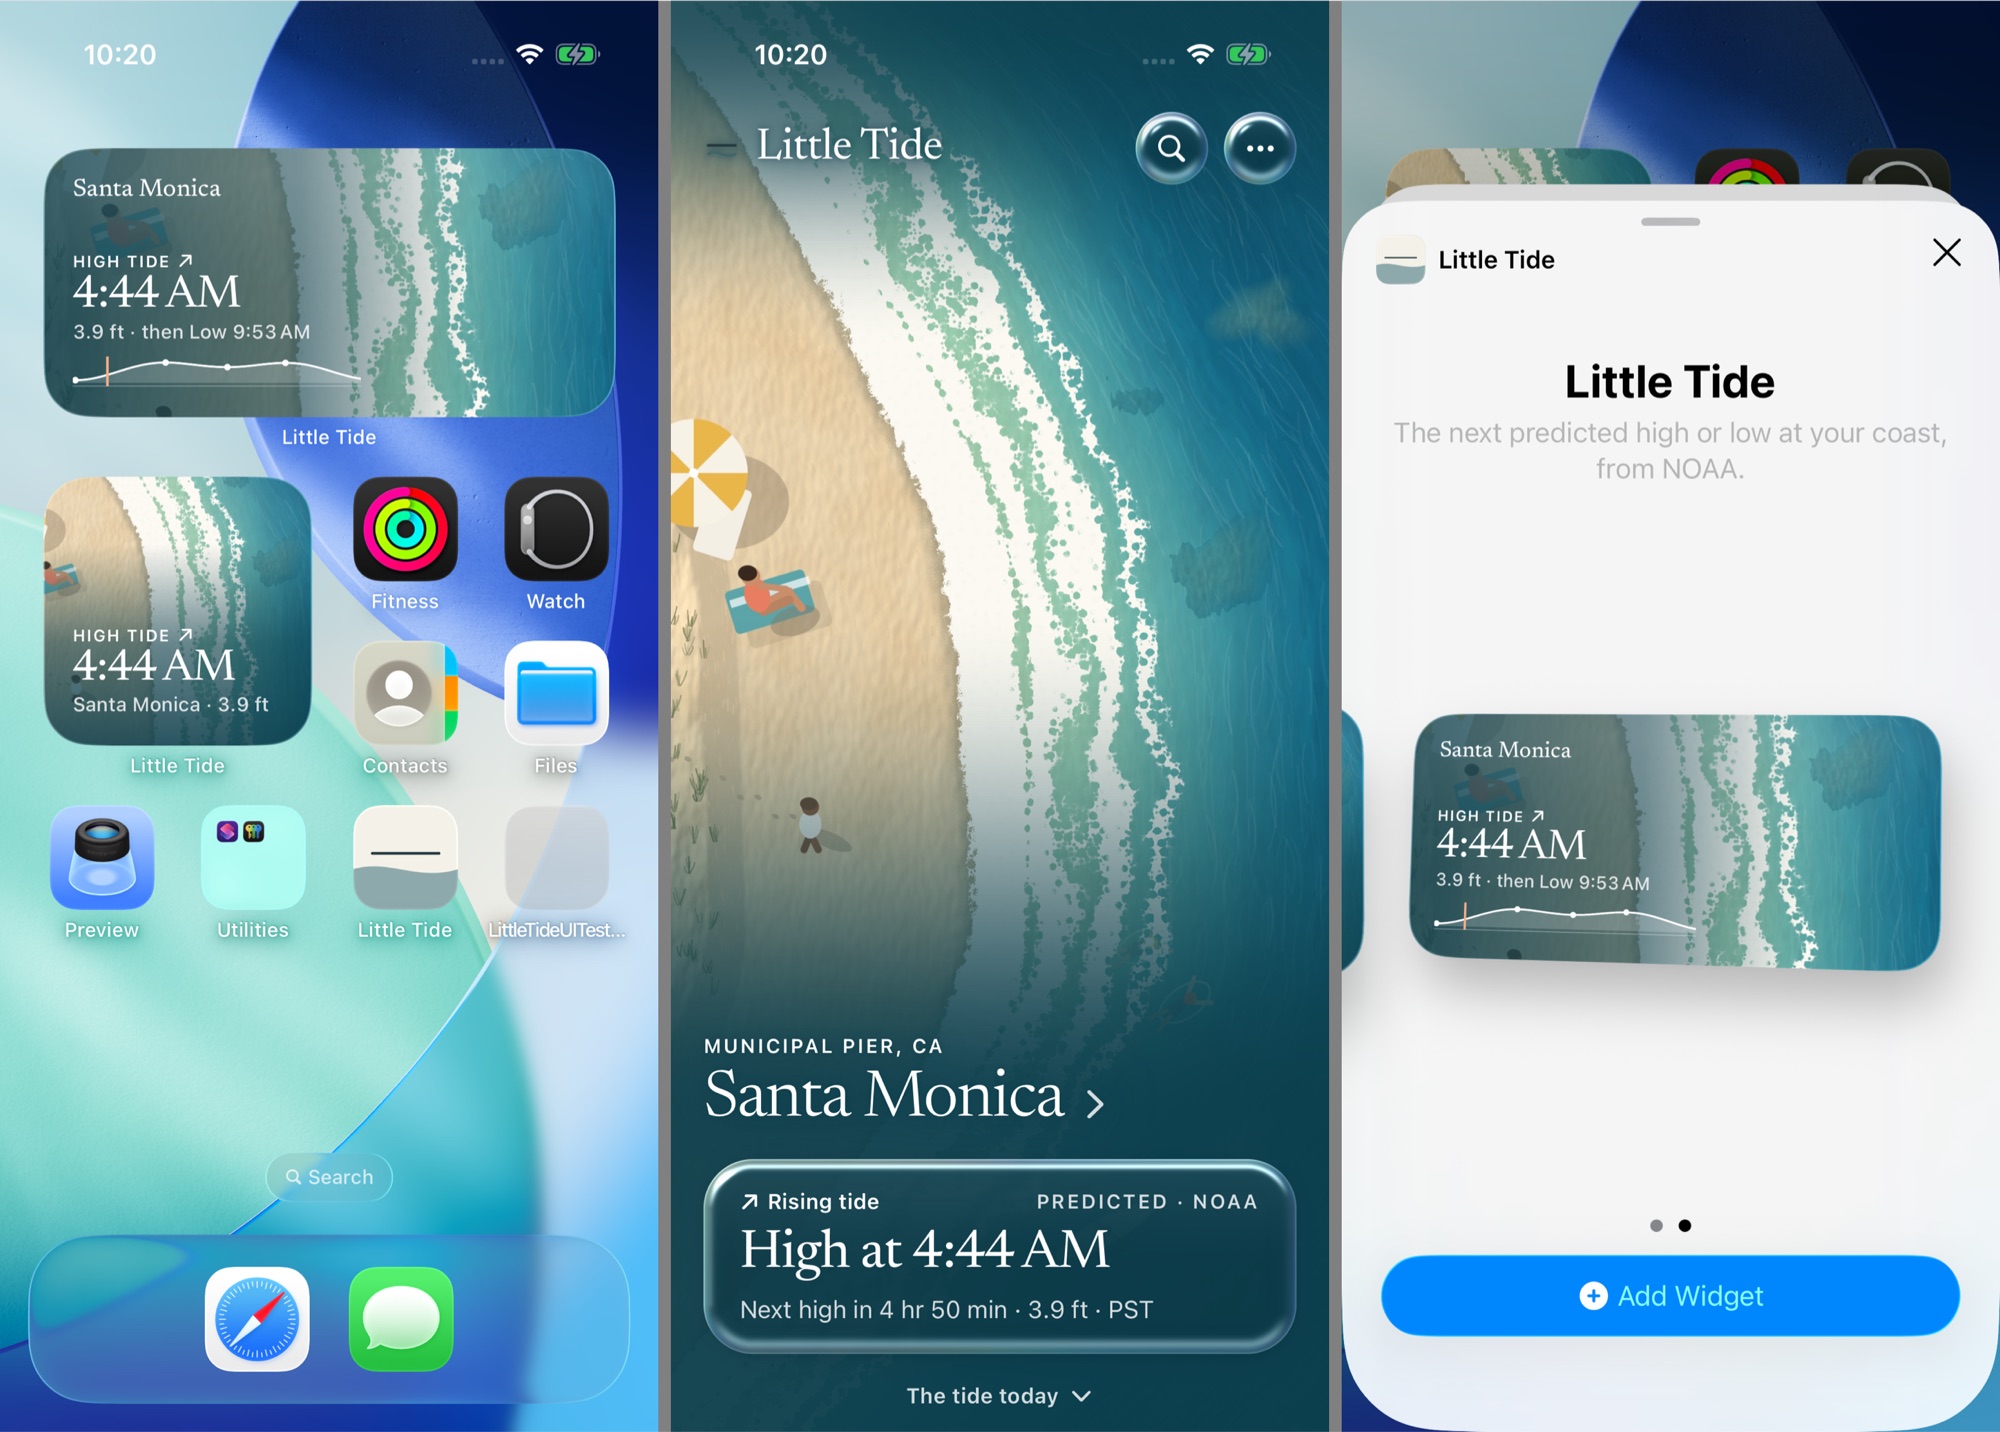 10:20
Santa Monica
HIGH TIDE ↗
4:44 AM
3.9 ft · then Low 9:53 AM
Little Tide
HIGH TIDE ↗
4:44 AM
Santa Monica · 3.9 ft
Little Tide
Fitness
Watch
Contacts
Files
Preview
Utilities
Little Tide
LittleTideUITest...
Search
10:20
Little Tide
MUNICIPAL PIER, CA
Santa Monica
↗ Rising tide
PREDICTED · NOAA
High at 4:44 AM
Next high in 4 hr 50 min · 3.9 ft · PST
The tide today
Little Tide
Little Tide
The next predicted high or low at your coast,
from NOAA.
Santa Monica
HIGH TIDE ↗
4:44 AM
3.9 ft · then Low 9:53 AM
Add Widget